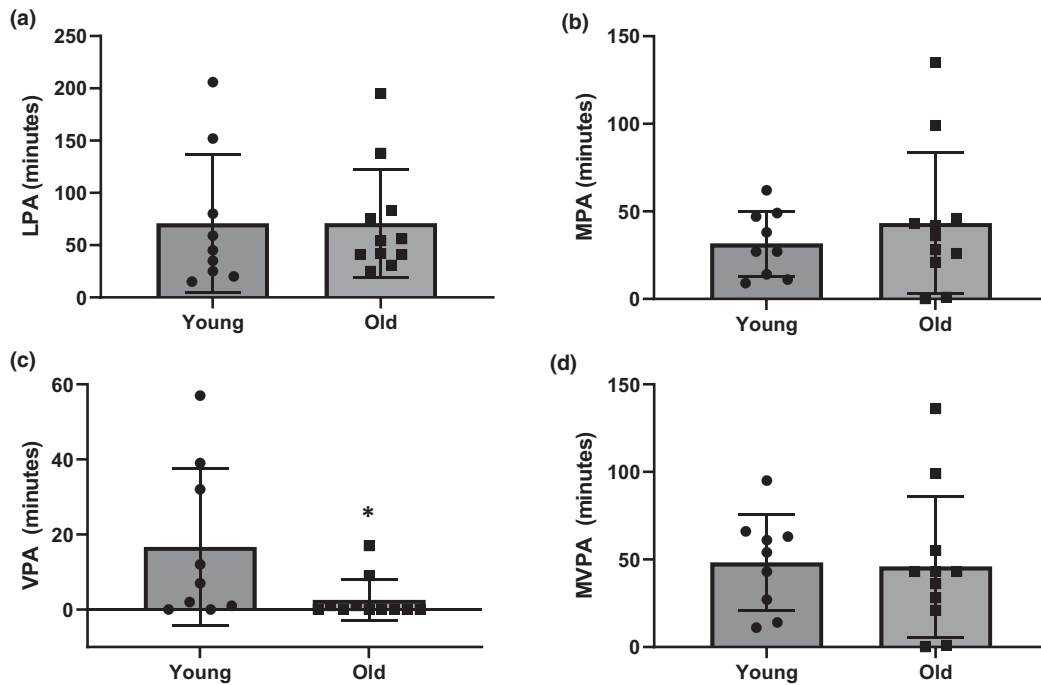 (a)
250
200
150
100
50
0
LPA (minutes)
Young
Old
(b)
150
100
50
0
MPA (minutes)
Young
Old
(c)
60
40
20
0
VPA (minutes)
*
Young
Old
(d)
150
100
50
0
MVPA (minutes)
Young
Old